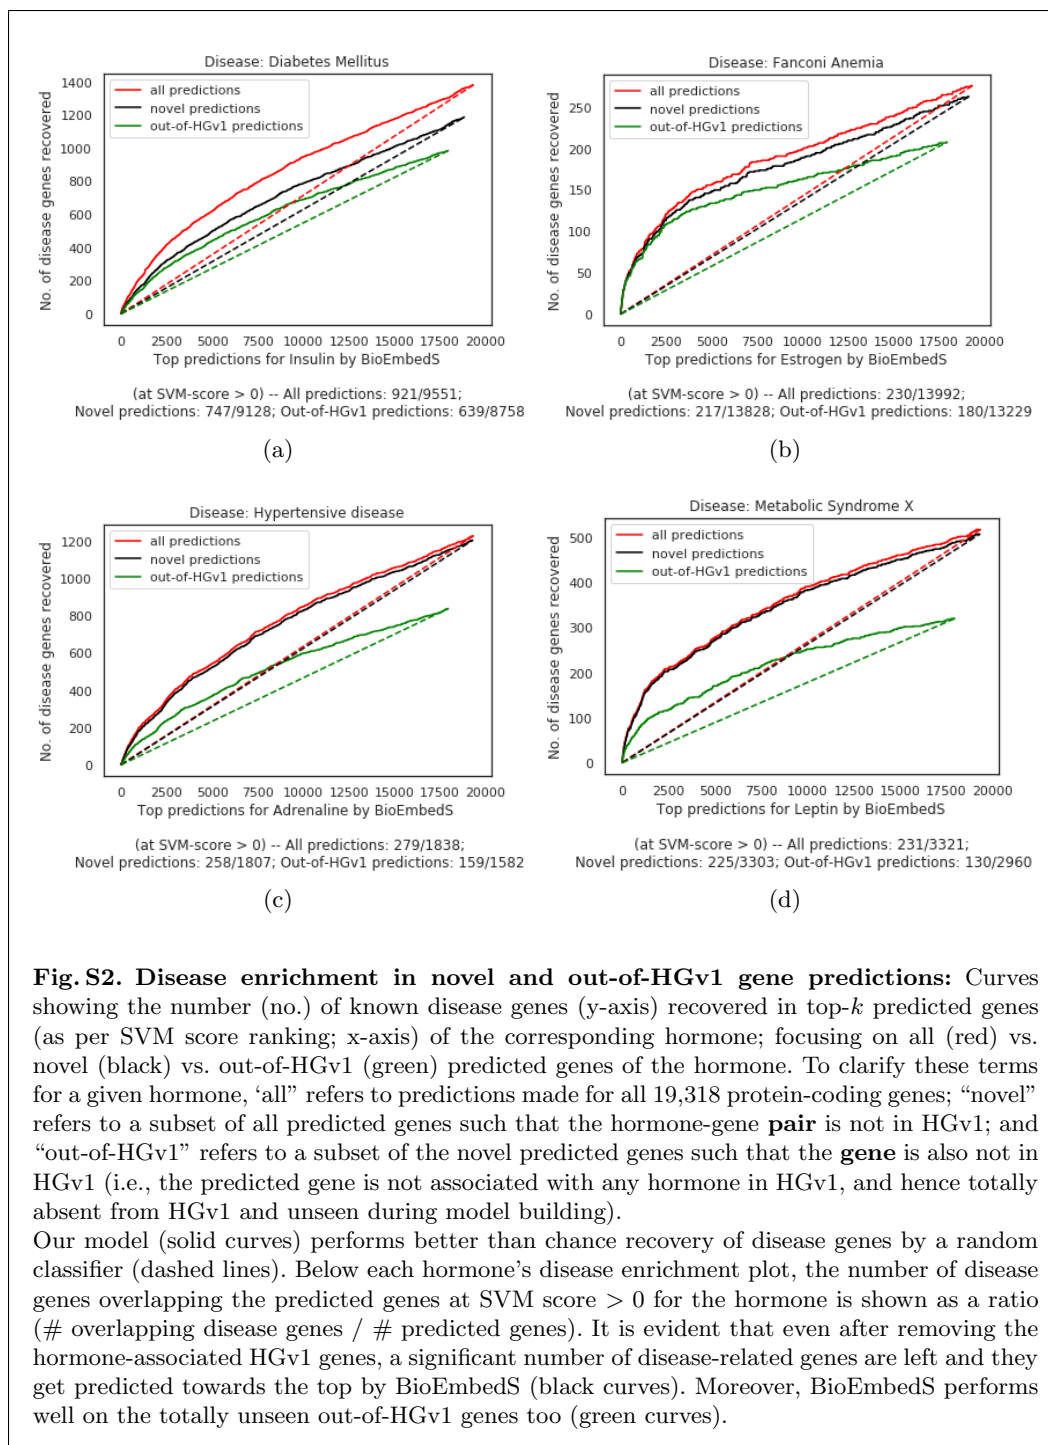 Disease: Diabetes Mellitus
all predictions
novel predictions
out-of-HGv1 predictions
No. of disease genes recovered
1400
1200
1000
800
600
400
200
0
0 2500 5000 7500 10000 12500 15000 17500 20000
Top predictions for Insulin by BioEmbedS
(at SVM-score > 0) -- All predictions: 921/9551;
Novel predictions: 747/9128; Out-of-HGv1 predictions: 639/8758
(a)
Disease: Fanconi Anemia
all predictions
novel predictions
out-of-HGv1 predictions
No. of disease genes recovered
250
200
150
100
50
0
0 2500 5000 7500 10000 12500 15000 17500 20000
Top predictions for Estrogen by BioEmbedS
(at SVM-score > 0) -- All predictions: 230/13992;
Novel predictions: 217/13828; Out-of-HGv1 predictions: 180/13229
(b)
Disease: Hypertensive disease
all predictions
novel predictions
out-of-HGv1 predictions
No. of disease genes recovered
1200
1000
800
600
400
200
0
0 2500 5000 7500 10000 12500 15000 17500 20000
Top predictions for Adrenaline by BioEmbedS
(at SVM-score > 0) -- All predictions: 279/1838;
Novel predictions: 258/1807; Out-of-HGv1 predictions: 159/1582
(c)
Disease: Metabolic Syndrome X
all predictions
novel predictions
out-of-HGv1 predictions
No. of disease genes recovered
500
400
300
200
100
0
0 2500 5000 7500 10000 12500 15000 17500 20000
Top predictions for Leptin by BioEmbedS
(at SVM-score > 0) -- All predictions: 231/3321;
Novel predictions: 225/3303; Out-of-HGv1 predictions: 130/2960
(d)
Fig. S2. Disease enrichment in novel and out-of-HGv1 gene predictions: Curves
showing the number (no.) of known disease genes (y-axis) recovered in top-k predicted genes
(as per SVM score ranking; x-axis) of the corresponding hormone; focusing on all (red) vs.
novel (black) vs. out-of-HGv1 (green) predicted genes of the hormone. To clarify these terms
for a given hormone, ‘all” refers to predictions made for all 19,318 protein-coding genes; “novel”
refers to a subset of all predicted genes such that the hormone-gene pair is not in HGv1; and
“out-of-HGv1” refers to a subset of the novel predicted genes such that the gene is also not in
HGv1 (i.e., the predicted gene is not associated with any hormone in HGv1, and hence totally
absent from HGv1 and unseen during model building).
Our model (solid curves) performs better than chance recovery of disease genes by a random
classifier (dashed lines). Below each hormone’s disease enrichment plot, the number of disease
genes overlapping the predicted genes at SVM score > 0 for the hormone is shown as a ratio
(# overlapping disease genes / # predicted genes). It is evident that even after removing the
hormone-associated HGv1 genes, a significant number of disease-related genes are left and they
get predicted towards the top by BioEmbedS (black curves). Moreover, BioEmbedS performs
well on the totally unseen out-of-HGv1 genes too (green curves).